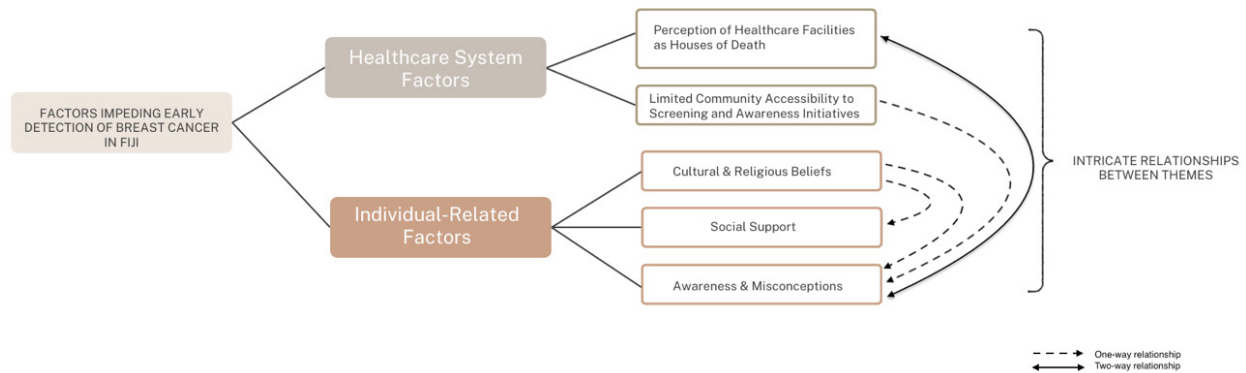 FACTORS IMPEDING EARLY
DETECTION OF BREAST CANCER
IN FIJI
Healthcare System
Factors
Perception of Healthcare Facilities
as Houses of Death
Limited Community Accessibility to
Screening and Awareness Initiatives
Individual-Related
Factors
Cultural & Religious Beliefs
Social Support
Awareness & Misconceptions
INTRICATE RELATIONSHIPS
BETWEEN THEMES
One-way relationship
Two-way relationship